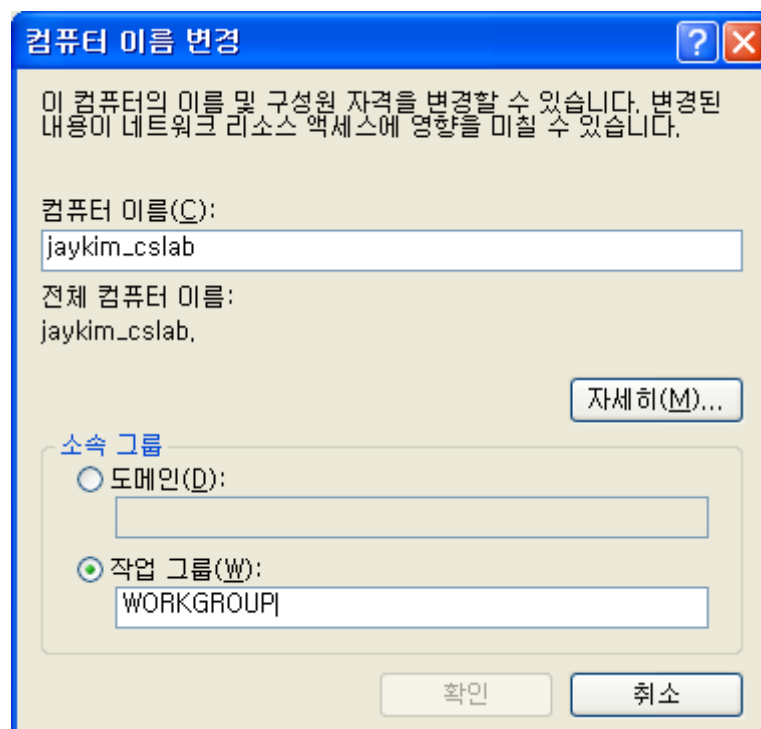 컴퓨터 이름 변경
이 컴퓨터의 이름 및 구성원 자격을 변경할 수 있습니다. 변경된
내용이 네트워크 리소스 액세스에 영향을 미칠 수 있습니다.
컴퓨터 이름(C):
jaykim_cslab
전체 컴퓨터 이름:
jaykim_cslab.
자세히(M)...
소속 그룹
도메인(D):
작업 그룹(W):
WORKGROUP
확인 취소